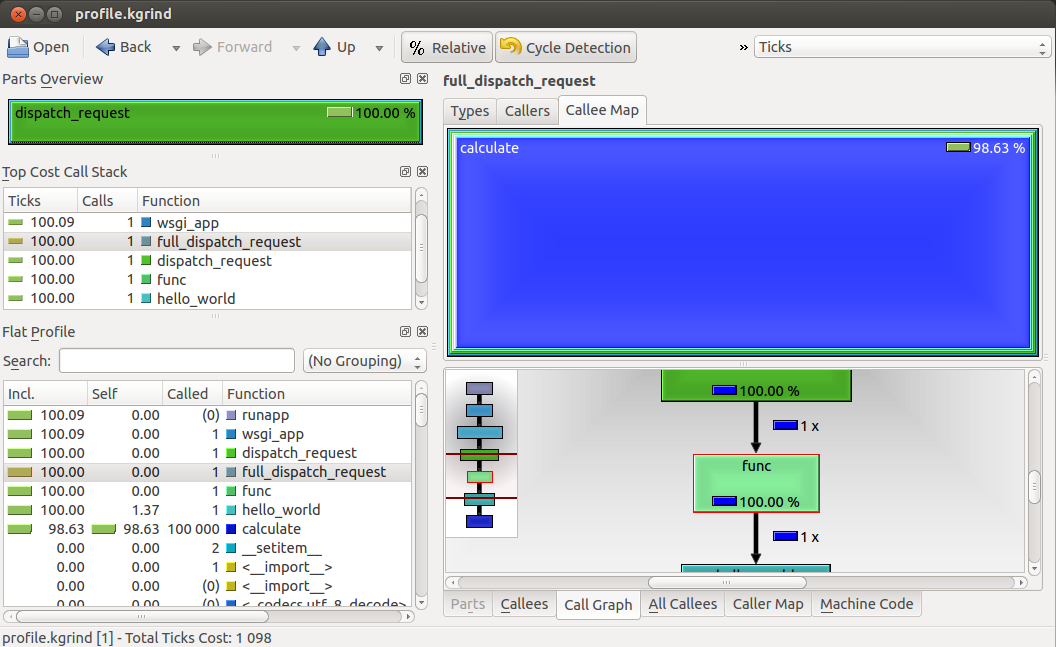 profile.kgrind
Open Back Forward Up % Relative Cycle Detection » Ticks
Parts Overview
dispatch_request 100.00 %
Top Cost Call Stack
Ticks Calls Function
100.09 1 wsgi_app
100.00 1 full_dispatch_request
100.00 1 dispatch_request
100.00 1 func
100.00 1 hello_world
Flat Profile
Search: (No Grouping)
Incl. Self Called Function
100.09 0.00 (0) runapp
100.09 0.00 1 wsgi_app
100.00 0.00 1 dispatch_request
100.00 0.00 1 full_dispatch_request
100.00 0.00 1 func
100.00 1.37 1 hello_world
98.63 98.63 100 000 calculate
0.00 0.00 2 __setitem__
0.00 0.00 1 <__import__>
0.00 0.00 (0) <__import__>
0.00 0.00 (0) <_codecs.utf_8_decode>
full_dispatch_request
Types Callers Callee Map
calculate 98.63 %
100.00 %
1 x
func
100.00 %
1 x
Parts Callees Call Graph All Callees Caller Map Machine Code
profile.kgrind [1] - Total Ticks Cost: 1 098